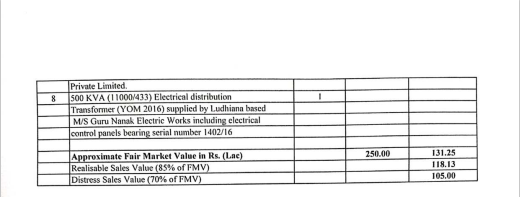 Private Limited.
8 500 KVA (11000/433) Electrical distribution 1
Transformer (YOM 2016) supplied by Ludhiana based
M/S Guru Nanak Electric Works including electrical
control panels bearing serial number 1402/16
Approximate Fair Market Value in Rs. (Lac) 250.00 131.25
Realisable Sales Value (85% of FMV) 118.13
Distress Sales Value (70% of FMV) 105.00